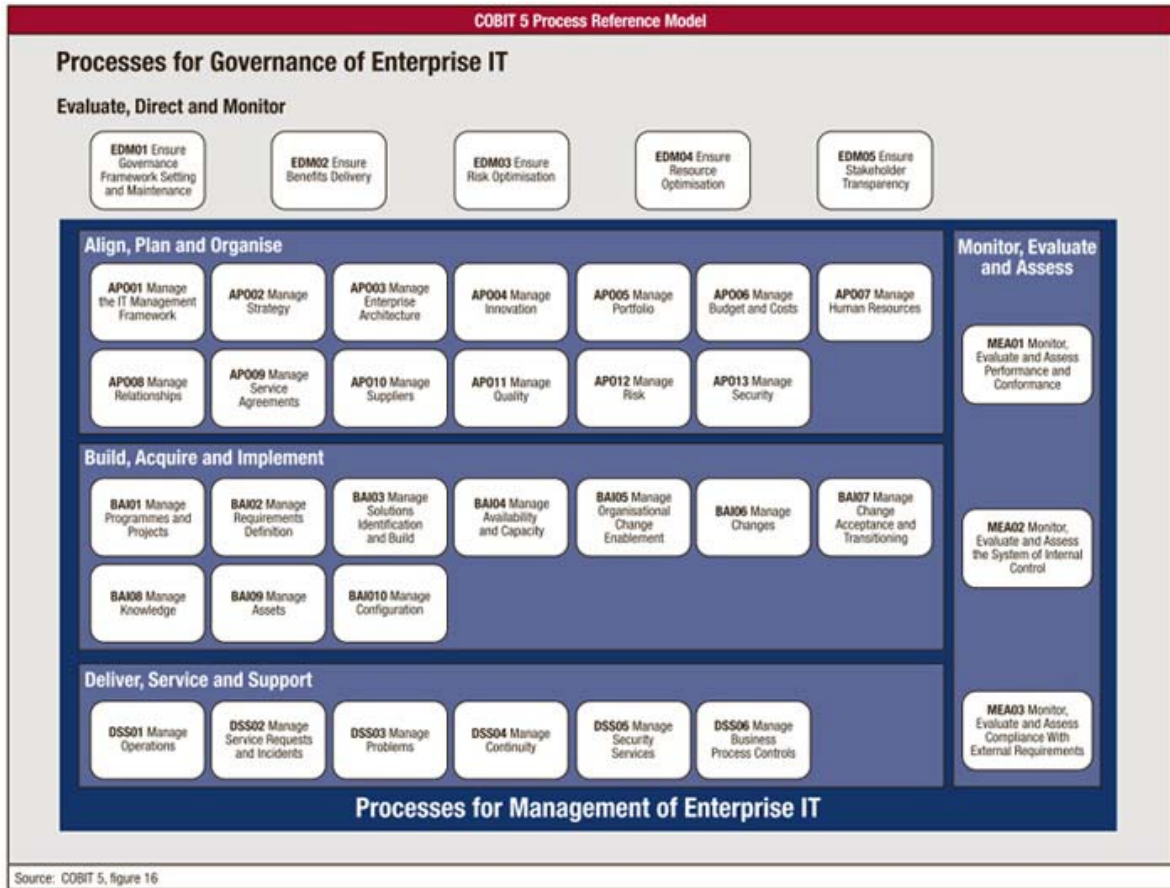 COBIT 5 Process Reference Model
Processes for Governance of Enterprise IT
Evaluate, Direct and Monitor
EDM01 Ensure
Governance
Framework Setting
and Maintenance
EDM02 Ensure
Benefits Delivery
EDM03 Ensure
Risk Optimisation
EDM04 Ensure
Resource
Optimisation
EDM05 Ensure
Stakeholder
Transparency
Align, Plan and Organise
APO01 Manage
the IT Management
Framework
APO02 Manage
Strategy
APO03 Manage
Enterprise
Architecture
APO04 Manage
Innovation
APO05 Manage
Portfolio
APO06 Manage
Budget and Costs
APO07 Manage
Human Resources
APO08 Manage
Relationships
APO09 Manage
Service
Agreements
APO10 Manage
Suppliers
APO11 Manage
Quality
APO12 Manage
Risk
APO13 Manage
Security
Build, Acquire and Implement
BAI01 Manage
Programmes and
Projects
BAI02 Manage
Requirements
Definition
BAI03 Manage
Solutions
Identification
and Build
BAI04 Manage
Availability
and Capacity
BAI05 Manage
Organisational
Change
Enablement
BAI06 Manage
Changes
BAI07 Manage
Change
Acceptance and
Transitioning
BAI08 Manage
Knowledge
BAI09 Manage
Assets
BAI010 Manage
Configuration
Deliver, Service and Support
DSS01 Manage
Operations
DSS02 Manage
Service Requests
and Incidents
DSS03 Manage
Problems
DSS04 Manage
Continuity
DSS05 Manage
Security
Services
DSS06 Manage
Business
Process Controls
Monitor, Evaluate
and Assess
MEA01 Monitor,
Evaluate and Assess
Performance and
Conformance
MEA02 Monitor,
Evaluate and Assess
the System of Internal
Control
MEA03 Monitor,
Evaluate and Assess
Compliance With
External Requirements
Processes for Management of Enterprise IT
Source: COBIT 5, figure 16